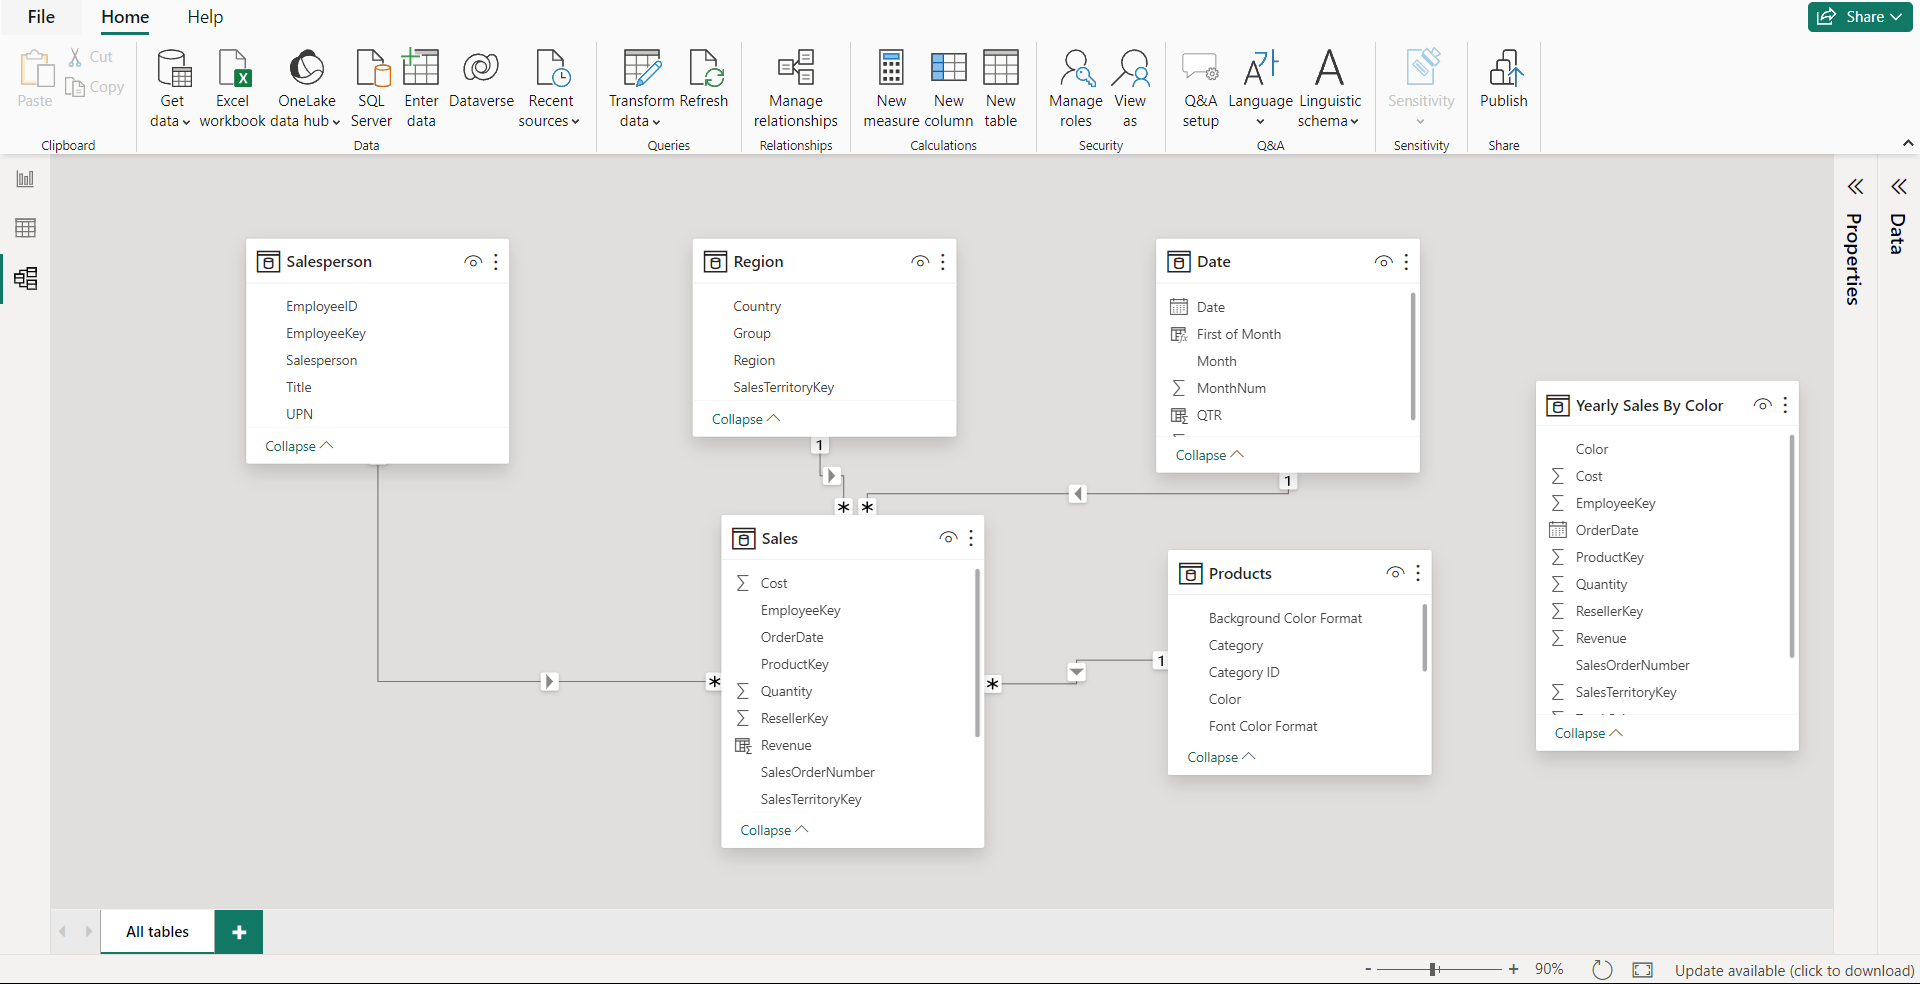 File Home Help Share
Paste Cut Copy
Get data Excel workbook OneLake data hub SQL Server Enter data Dataverse Recent sources Transform data Refresh Manage relationships New measure New column New table Manage roles View as Q&A setup Language Linguistic schema Sensitivity Publish
Clipboard Data Queries Relationships Calculations Security Q&A Sensitivity Share
Properties
Data
Salesperson
EmployeeID
EmployeeKey
Salesperson
Title
UPN
Collapse
Region
Country
Group
Region
SalesTerritoryKey
Collapse
1
Date
Date
First of Month
Month
MonthNum
QTR
Collapse
1
* *
Sales
Cost
EmployeeKey
OrderDate
ProductKey
Quantity
ResellerKey
Revenue
SalesOrderNumber
SalesTerritoryKey
Collapse
*
*
1
Products
Background Color Format
Category
Category ID
Color
Font Color Format
Collapse
Yearly Sales By Color
Color
Cost
EmployeeKey
OrderDate
ProductKey
Quantity
ResellerKey
Revenue
SalesOrderNumber
SalesTerritoryKey
Collapse
All tables +
- + 90% Update available (click to download)